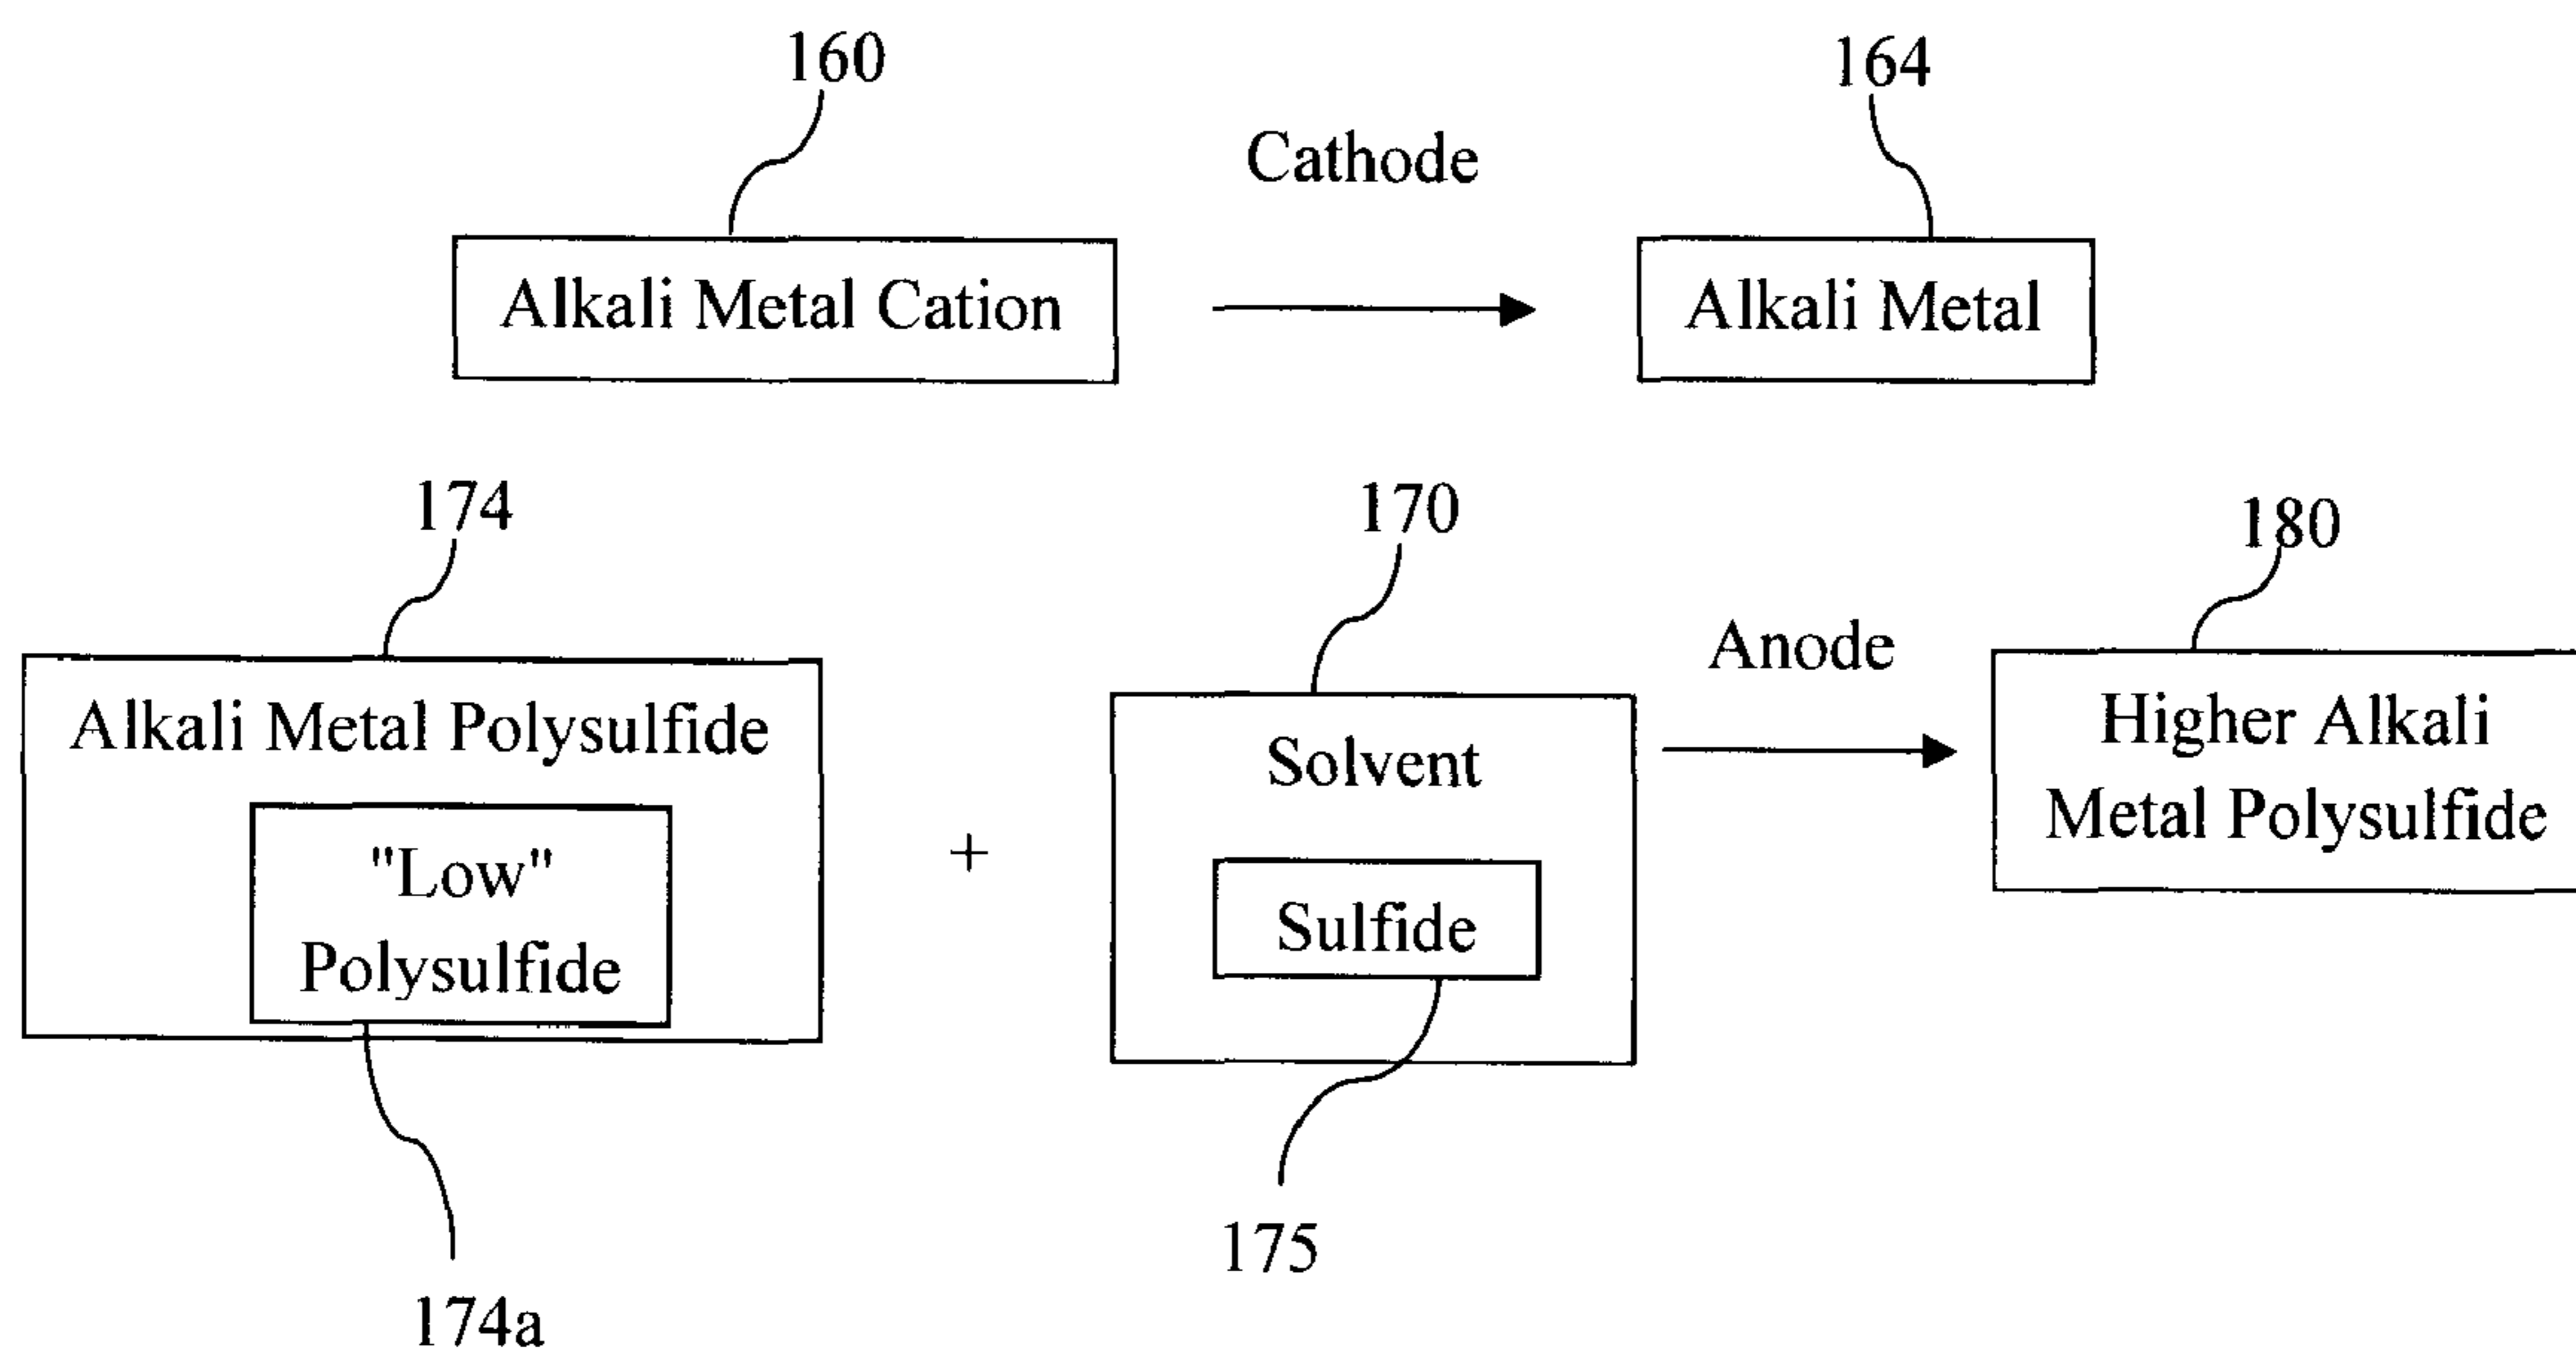 160
164
Cathode
Alkali Metal Cation
Alkali Metal
174
170
180
Anode
Alkali Metal Polysulfide
Solvent
Higher Alkali
Metal Polysulfide
"Low"
Polysulfide
+
Sulfide
175
174a